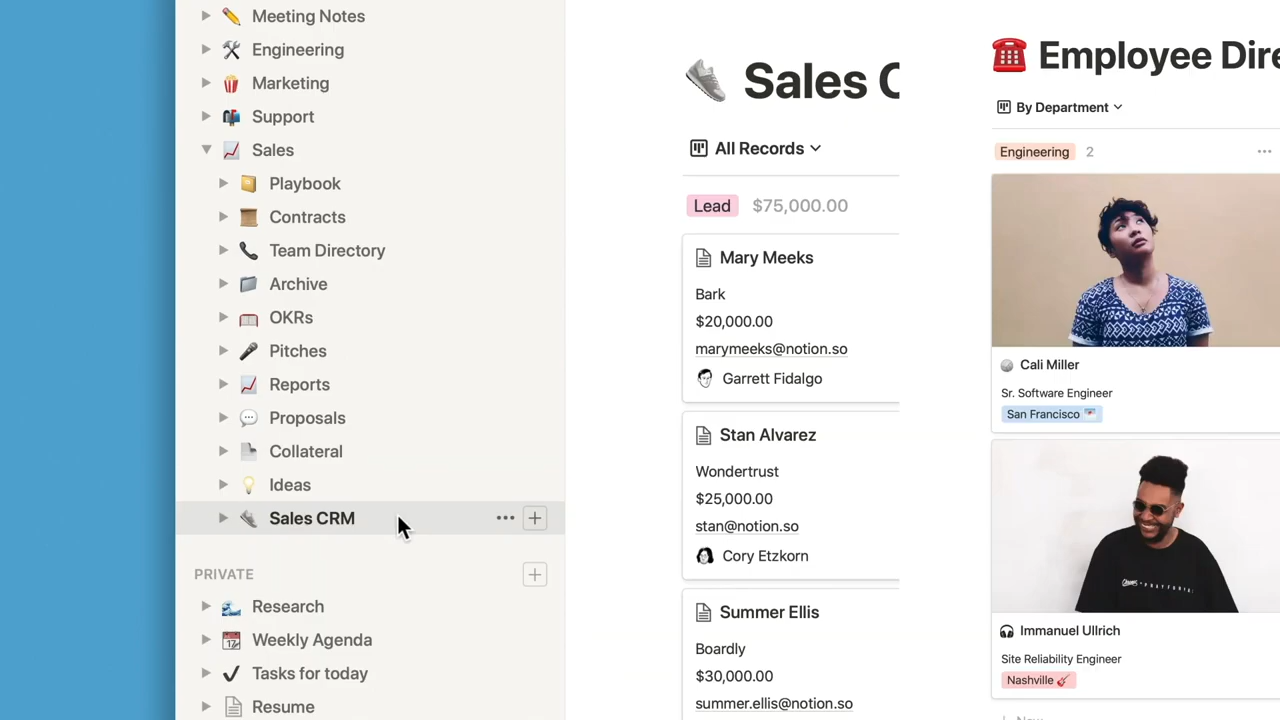 Meeting Notes
Engineering
Marketing
Support
Sales
Playbook
Contracts
Team Directory
Archive
OKRs
Pitches
Reports
Proposals
Collateral
Ideas
Sales CRM
PRIVATE
Research
Weekly Agenda
Tasks for today
Resume
Sales C
All Records
Lead $75,000.00
Mary Meeks
Bark
$20,000.00
marymeeks@notion.so
Garrett Fidalgo
Stan Alvarez
Wondertrust
$25,000.00
stan@notion.so
Cory Etzkorn
Summer Ellis
Boardly
$30,000.00
summer.ellis@notion.so
Employee Dire
By Department
Engineering 2
Cali Miller
Sr. Software Engineer
San Francisco
Immanuel Ullrich
Site Reliability Engineer
Nashville